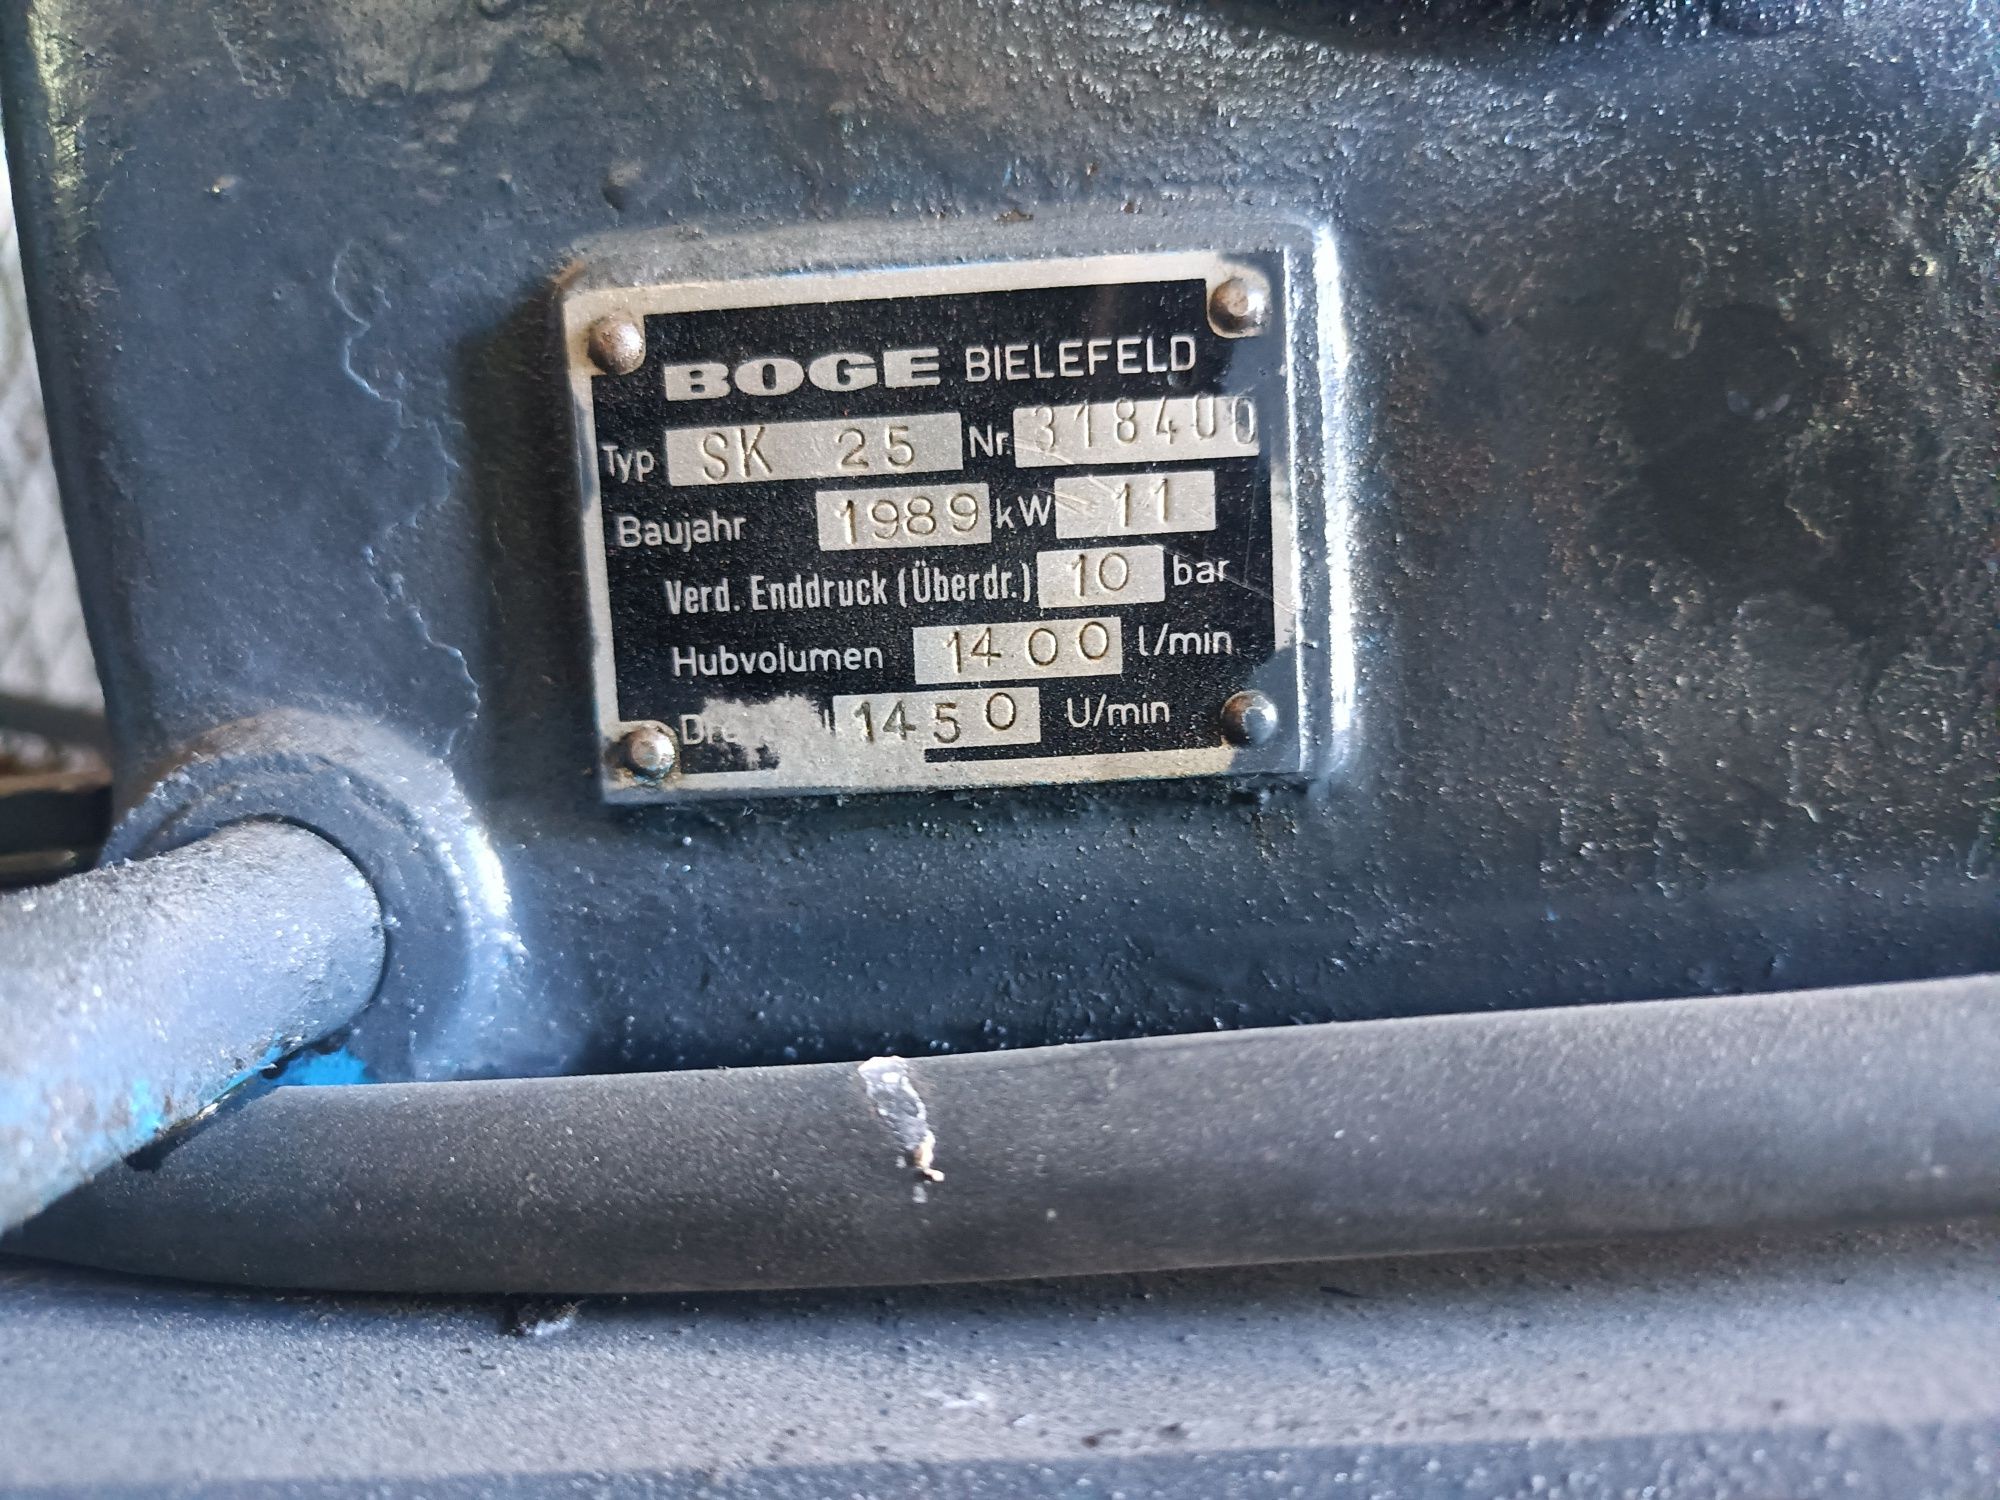 BOGE BIELEFELD
Typ SK 25 Nr. 318400
Baujahr 1989 kW 11
Verd. Enddruck (Überdr.) 10 bar
Hubvolumen 1400 l/min
1450 U/min